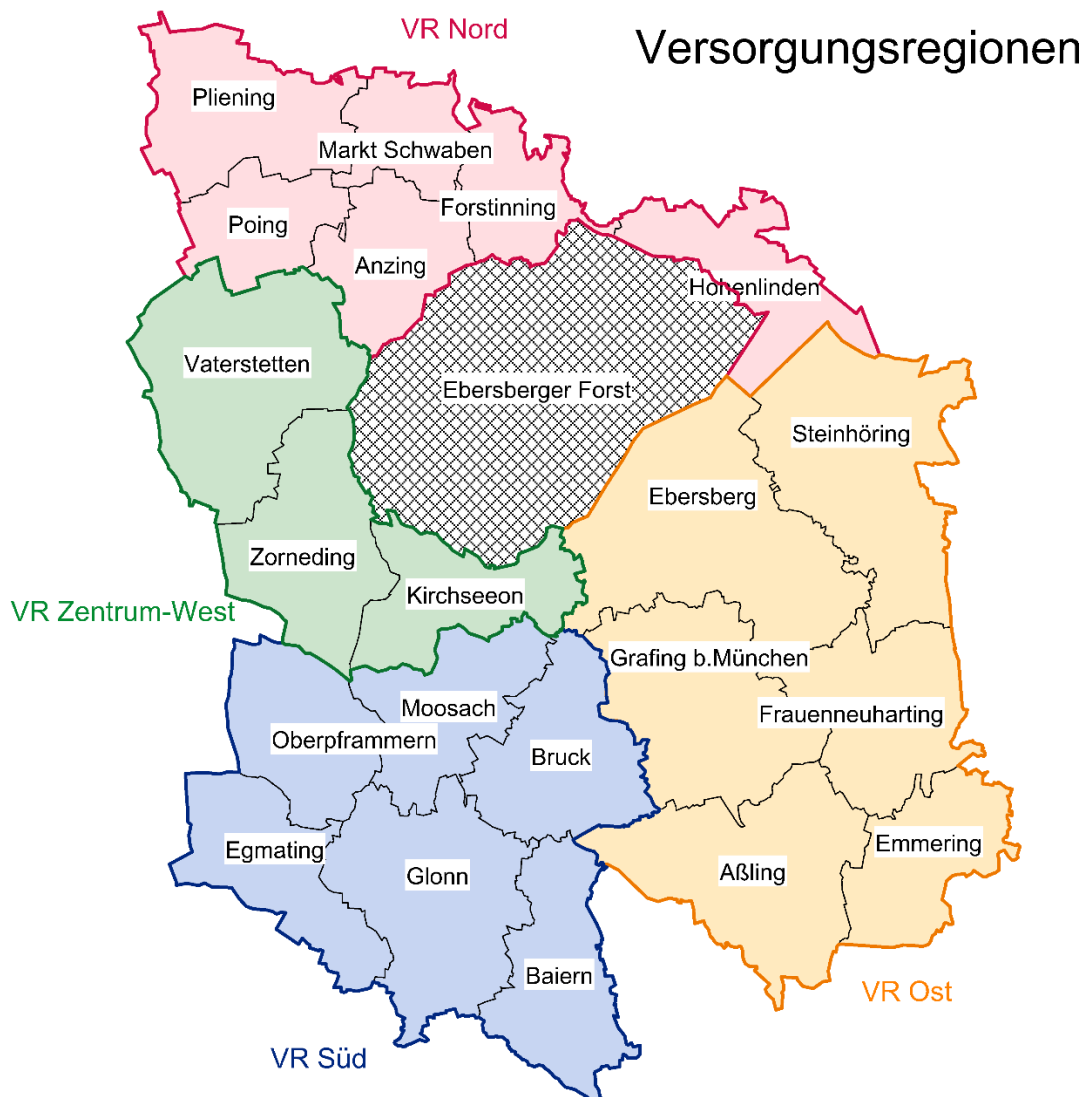 VR Nord
Versorgungsregionen
Pliening
Markt Schwaben
Forstinning
Poing
Anzing
Hohenlinden
Vaterstetten
Ebersberger Forst
Steinhöring
Ebersberg
Zorneding
Kirchseeon
VR Zentrum-West
Grafing b.München
Moosach
Frauenneuharting
Oberpframmern
Bruck
Egmating
Emmering
Glonn
Aßling
Baiern
VR Ost
VR Süd